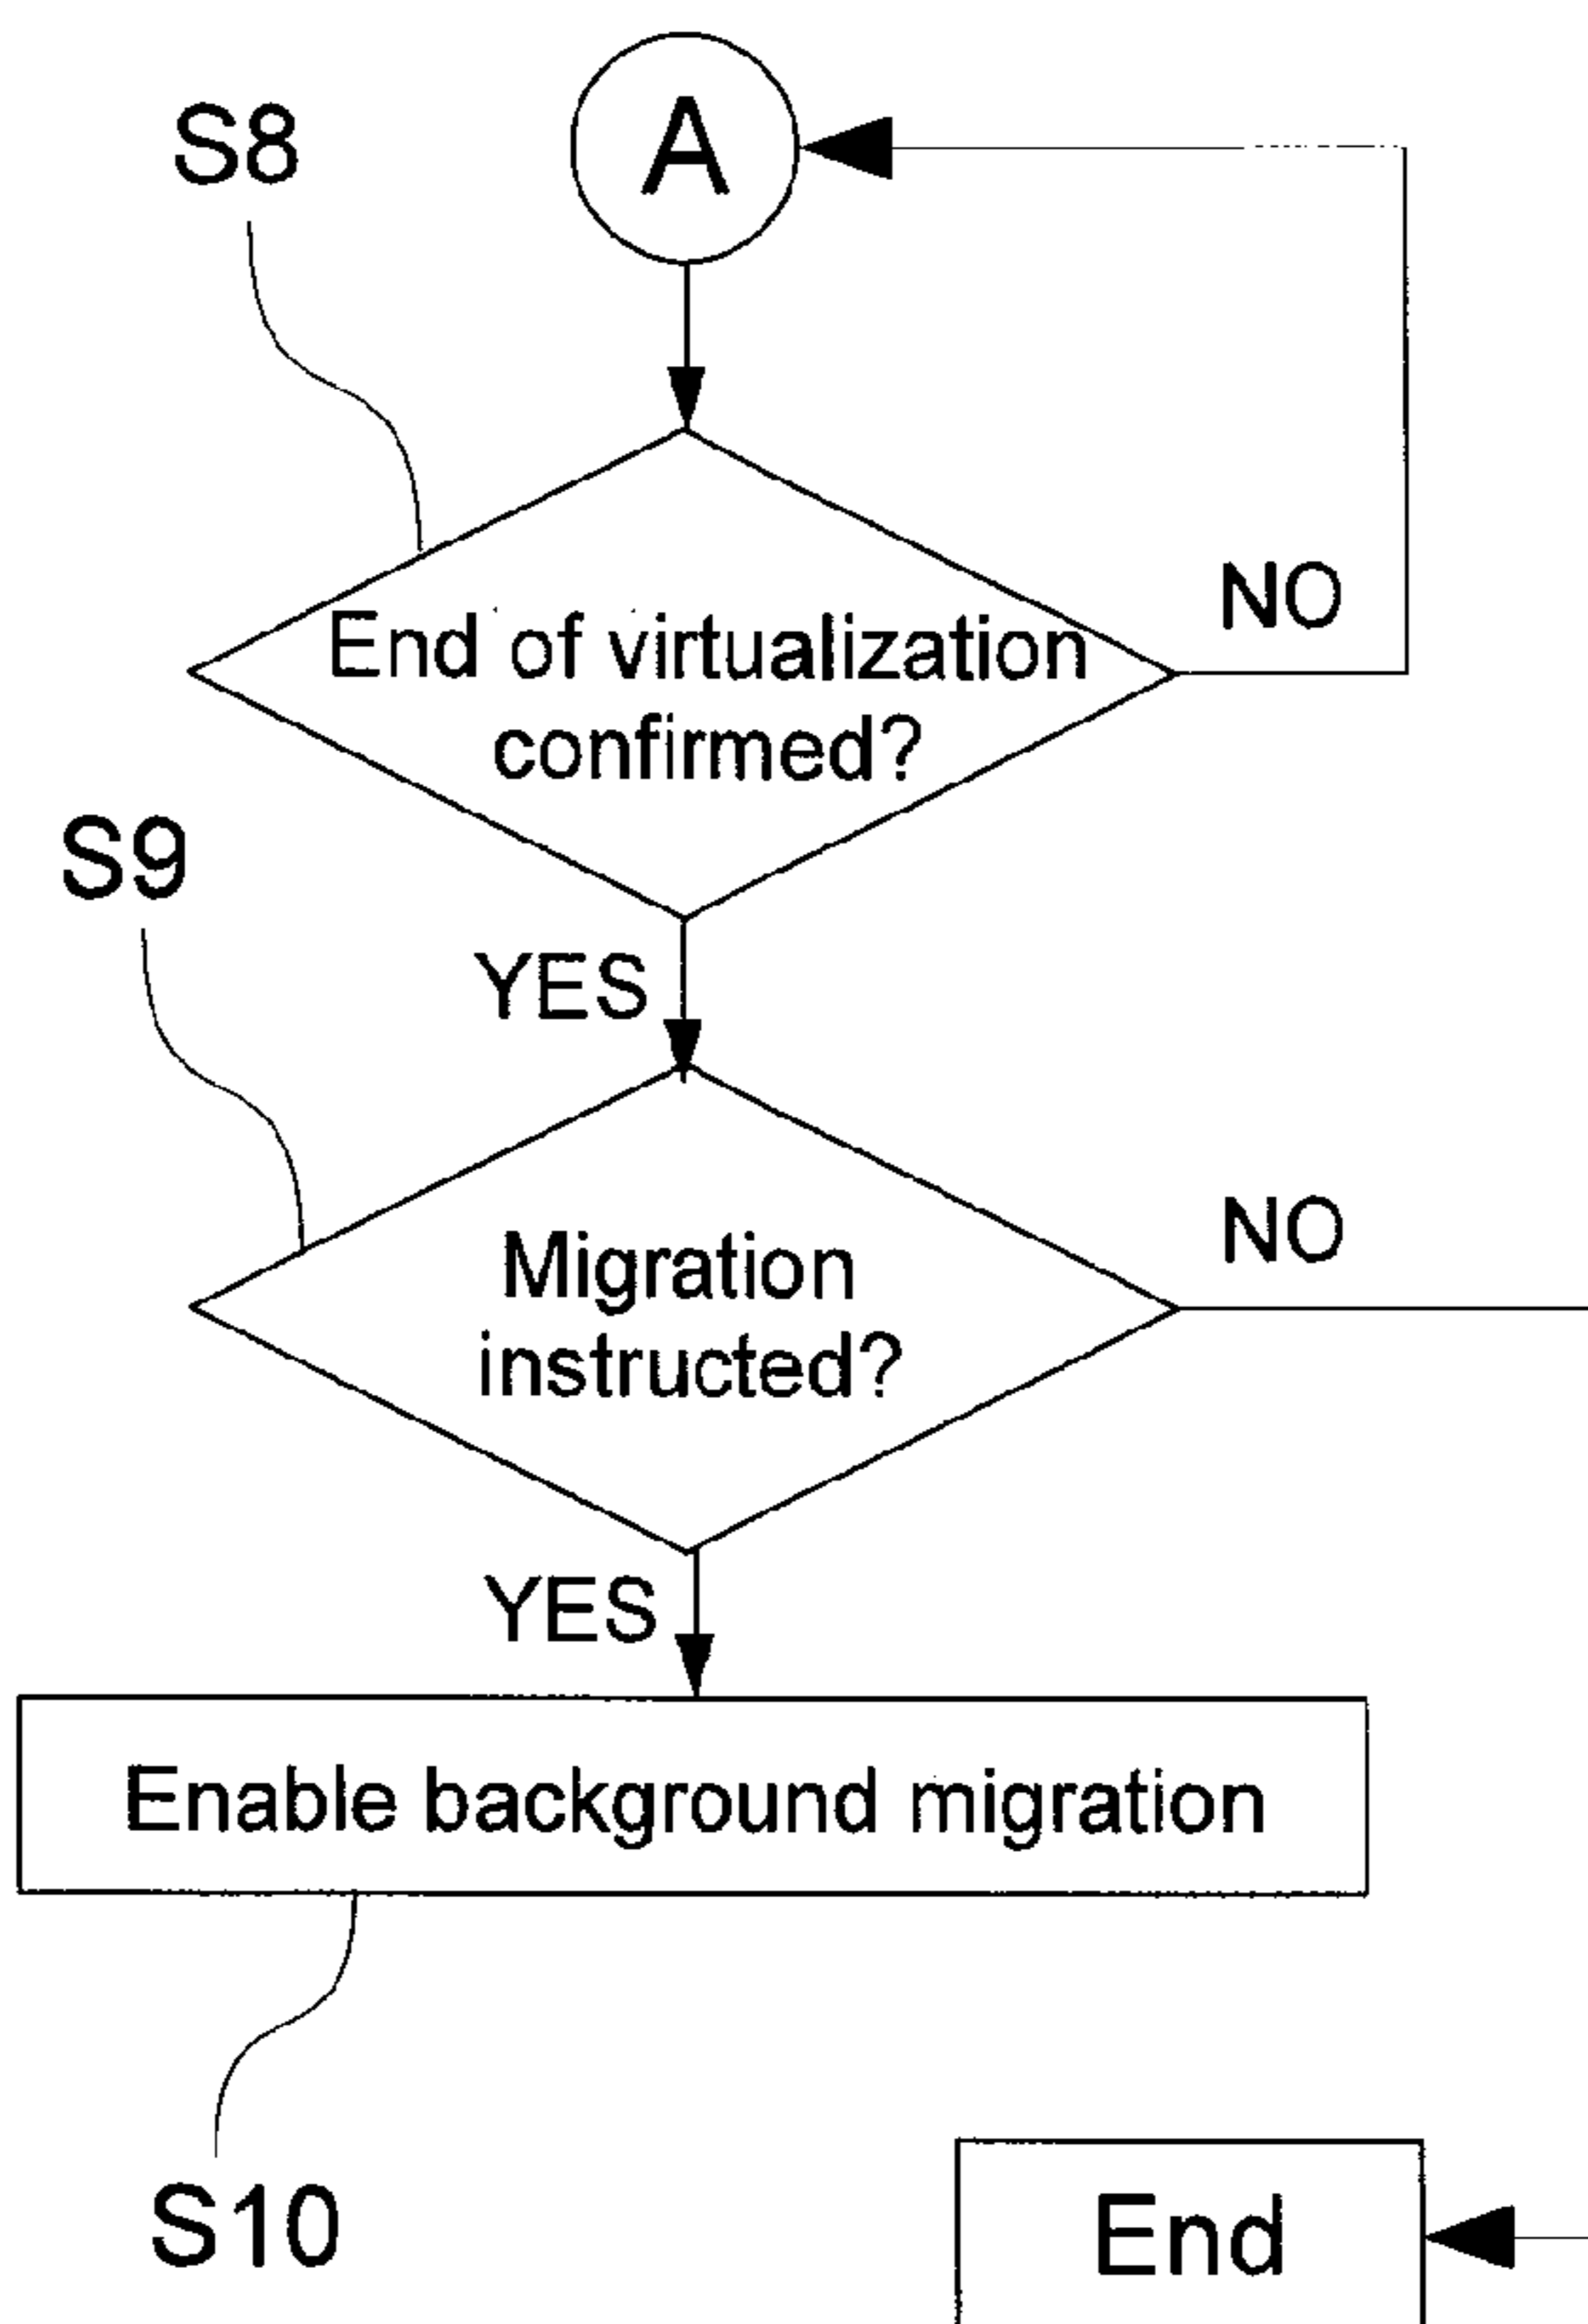 A
S8
End of virtualization
confirmed?
NO
S9
YES
Migration
instructed?
NO
YES
Enable background migration
S10
End